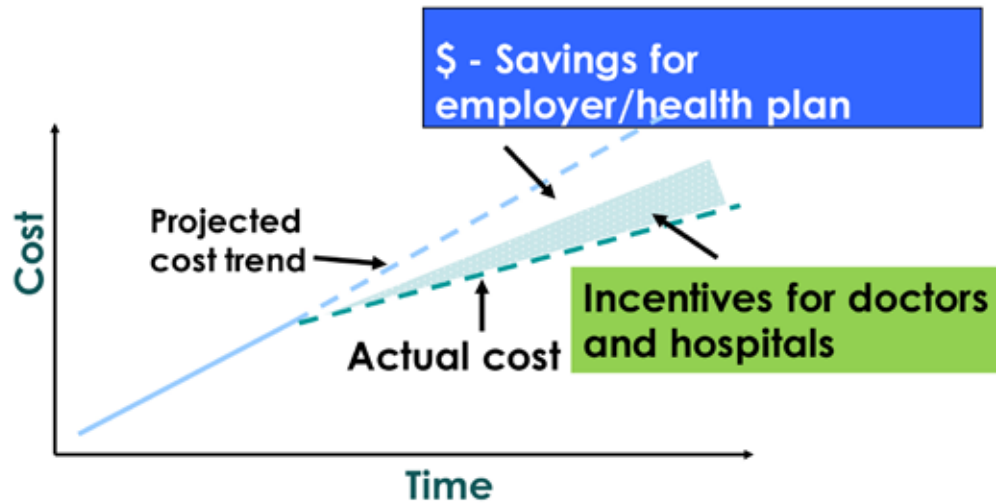 $ - Savings for
employer/health plan
Projected
cost trend
Cost
Incentives for doctors
and hospitals
Actual cost
Time